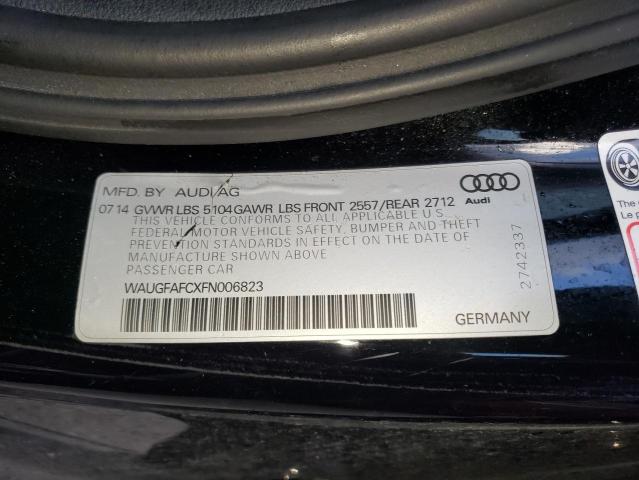 MFD. BY AUDI AG
07 14 GVWR LBS 5104 GAWR LBS FRONT 2557/REAR 2712
THIS VEHICLE CONFORMS TO ALL APPLICABLE U S
FEDERAL MOTOR VEHICLE SAFETY, BUMPER AND THEFT
PREVENTION STANDARDS IN EFFECT ON THE DATE OF
MANUFACTURE SHOWN ABOVE
PASSENGER CAR
WAUGFAFCXFN006823
GERMANY
Audi
2742337
The
Le p